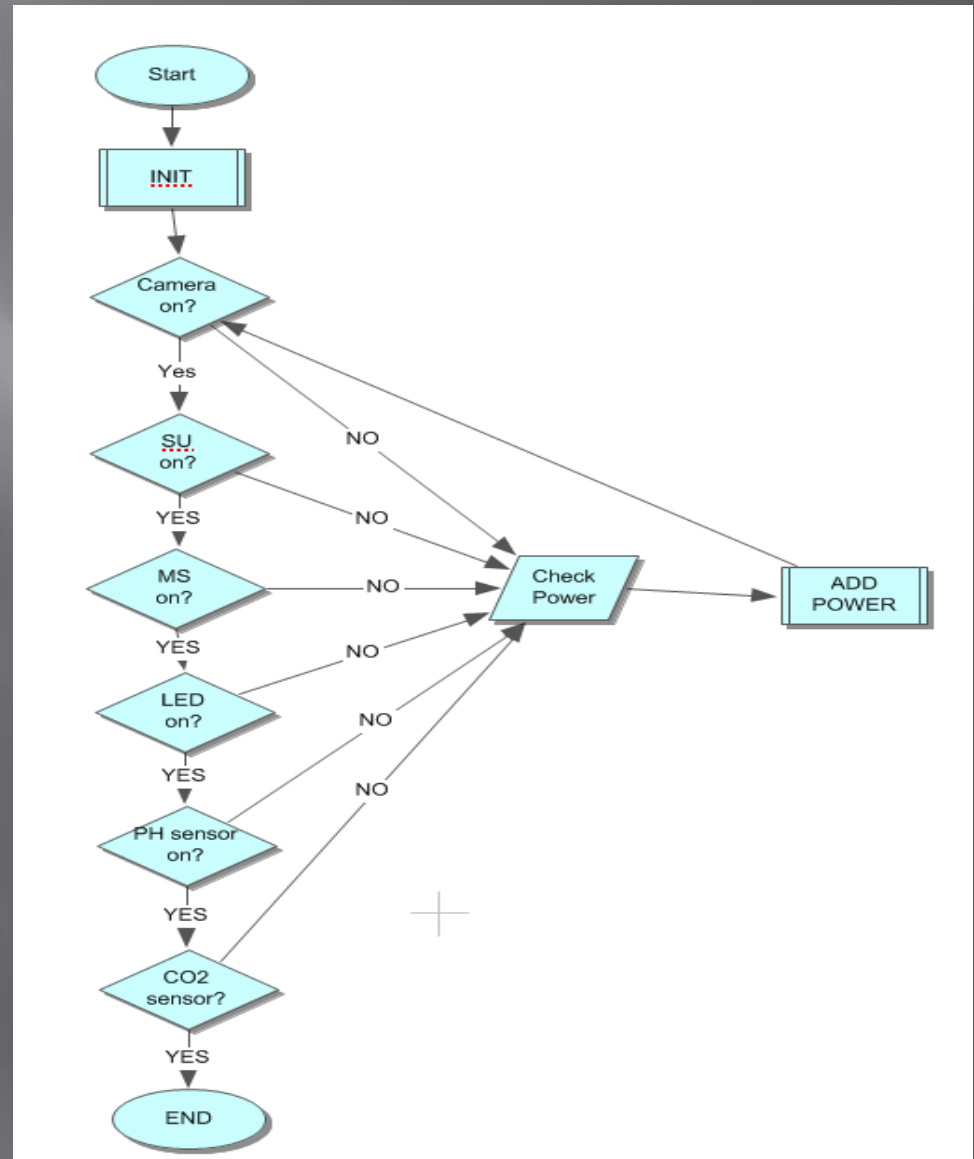 Start
INIT
Camera
on?
Yes
NO
SU
on?
NO
YES
MS
on?
NO
Check
Power
ADD
POWER
YES
NO
LED
on?
NO
YES
PH sensor
on?
NO
YES
CO2
sensor?
YES
END